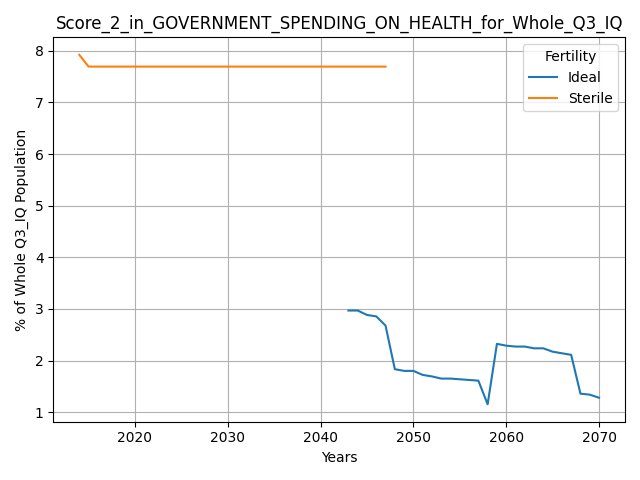 Score_2_in_GOVERNMENT_SPENDING_ON_HEALTH_for_Whole_Q3_IQ
Fertility
Ideal
Sterile
% of Whole Q3_IQ Population
8
7
6
5
4
3
2
1
2020 2030 2040 2050 2060 2070
Years